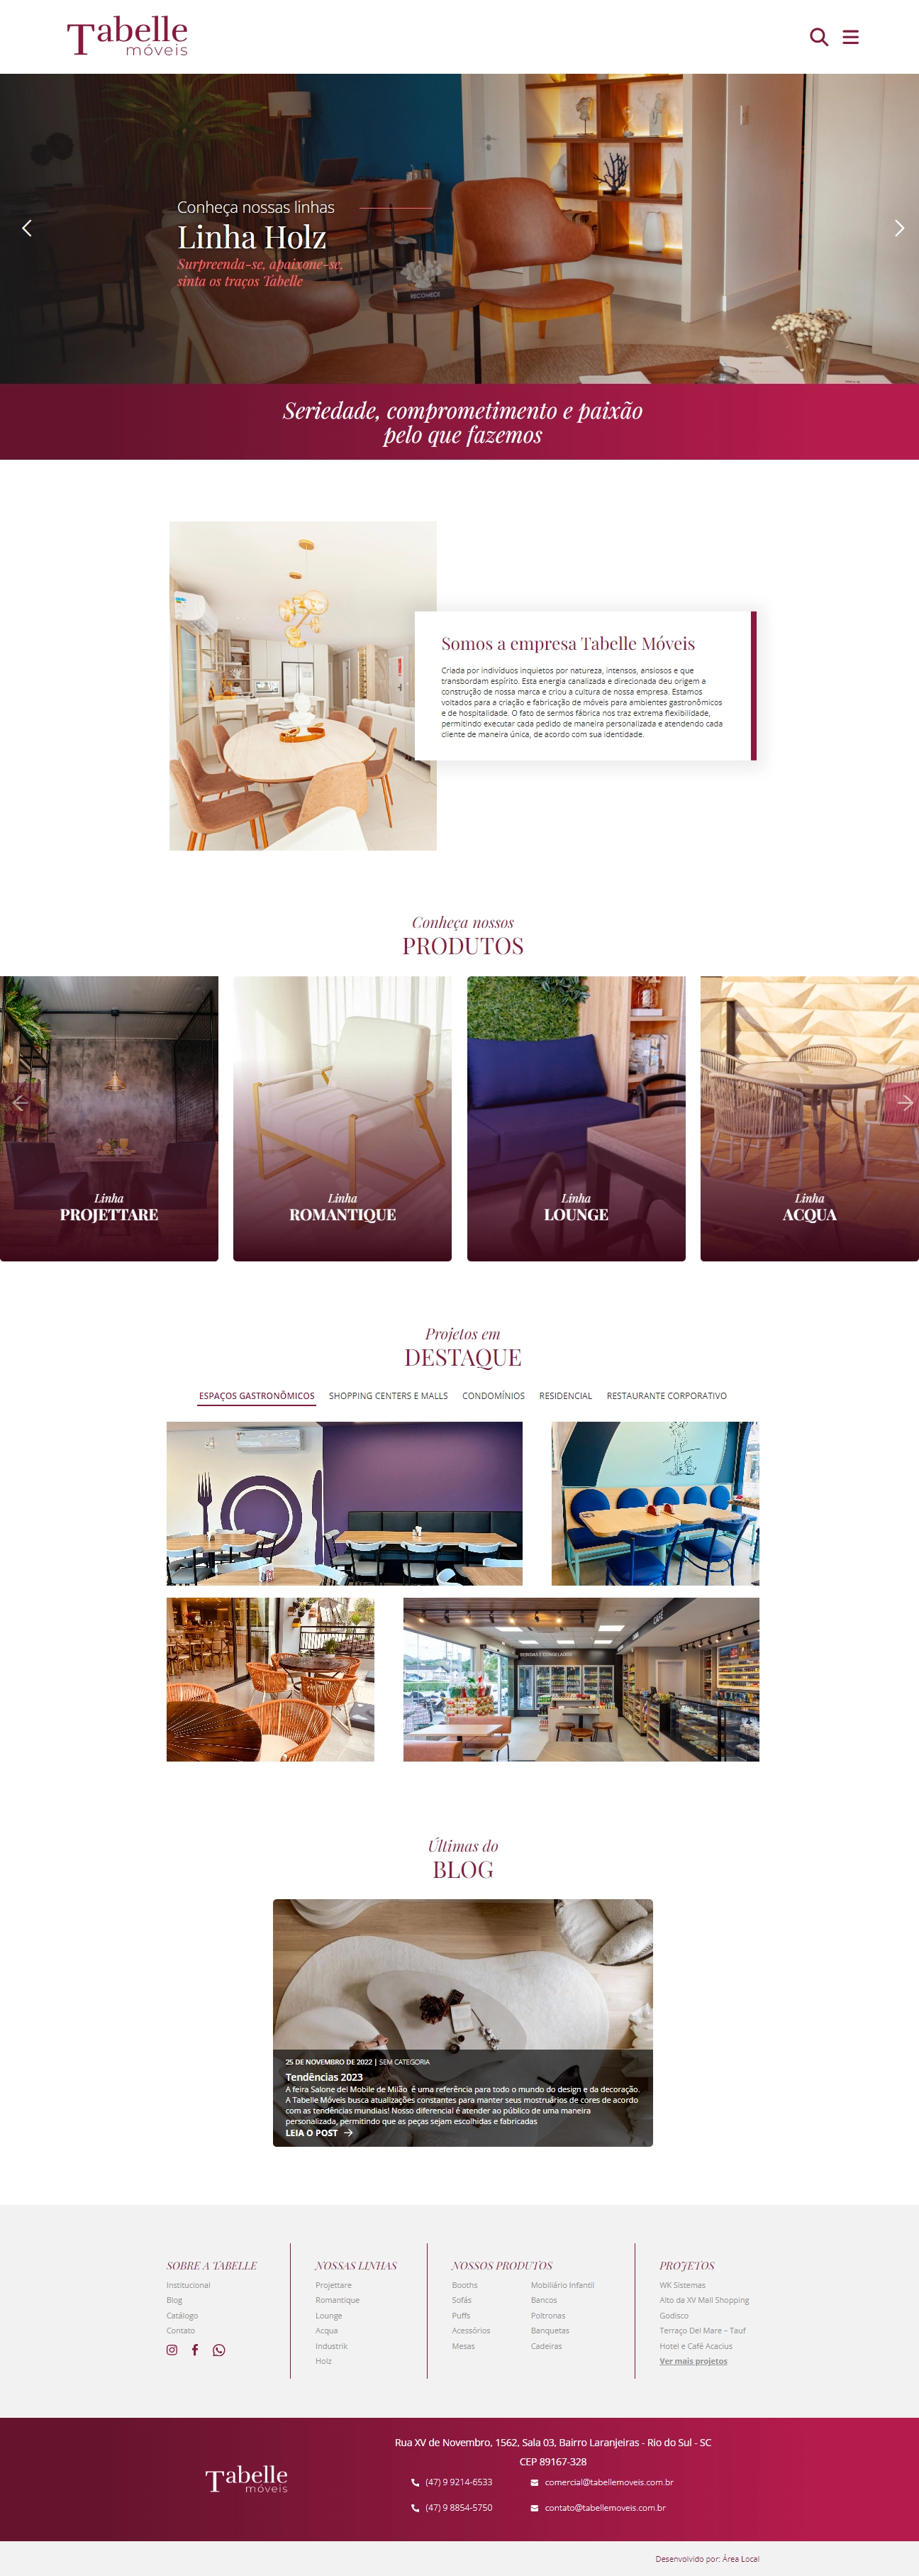 Tabelle
móveis
Conheça nossas linhas
Linha Holz
Surpreenda-se, apaixone-se,
sinta os traços Tabelle
RECOMECE
Seriedade, comprometimento e paixão
pelo que fazemos
Somos a empresa Tabelle Móveis
Criada por indivíduos inquietos por natureza, intensos, ansiosos e que
transbordam espírito. Esta energia canalizada e direcionada deu origem a
construção de nossa marca e criou a cultura de nossa empresa. Estamos
voltados para a criação e fabricação de móveis para ambientes gastronômicos
e de hospitalidade. O fato de sermos fábrica nos traz extrema flexibilidade,
permitindo executar cada pedido de maneira personalizada e atendendo cada
cliente de maneira única, de acordo com sua identidade.
Conheça nossos
PRODUTOS
Linha
PROJETTARE
Linha
ROMANTIQUE
Linha
LOUNGE
Linha
ACQUA
Projetos em
DESTAQUE
ESPAÇOS GASTRONÔMICOS SHOPPING CENTERS E MALLS CONDOMÍNIOS RESIDENCIAL RESTAURANTE CORPORATIVO
BEBIDAS E CONGELADOS
CAFÉ
Últimas do
BLOG
25 DE NOVEMBRO DE 2022 | SEM CATEGORIA
Tendências 2023
A feira Salone del Mobile de Milão é uma referência para todo o mundo do design e da decoração.
A Tabelle Móveis busca atualizações constantes para manter seus mostruários de cores de acordo
com as tendências mundiais! Nosso diferencial é atender ao público de uma maneira
personalizada, permitindo que as peças sejam escolhidas e fabricadas
LEIA O POST
SOBRE A TABELLE
Institucional
Blog
Catálogo
Contato
NOSSAS LINHAS
Projettare
Romantique
Lounge
Acqua
Industrik
Holz
NOSSOS PRODUTOS
Booths
Sofás
Puffs
Acessórios
Mesas
Mobiliário Infantil
Bancos
Poltronas
Banquetas
Cadeiras
PROJETOS
WK Sistemas
Alto da XV Mall Shopping
Godisco
Terraço Del Mare – Tauf
Hotel e Café Acacius
Ver mais projetos
Tabelle
móveis
Rua XV de Novembro, 1562, Sala 03, Bairro Laranjeiras - Rio do Sul - SC
CEP 89167-328
(47) 9 9214-6533
comercial@tabellemoveis.com.br
(47) 9 8854-5750
contato@tabellemoveis.com.br
Desenvolvido por: Área Local